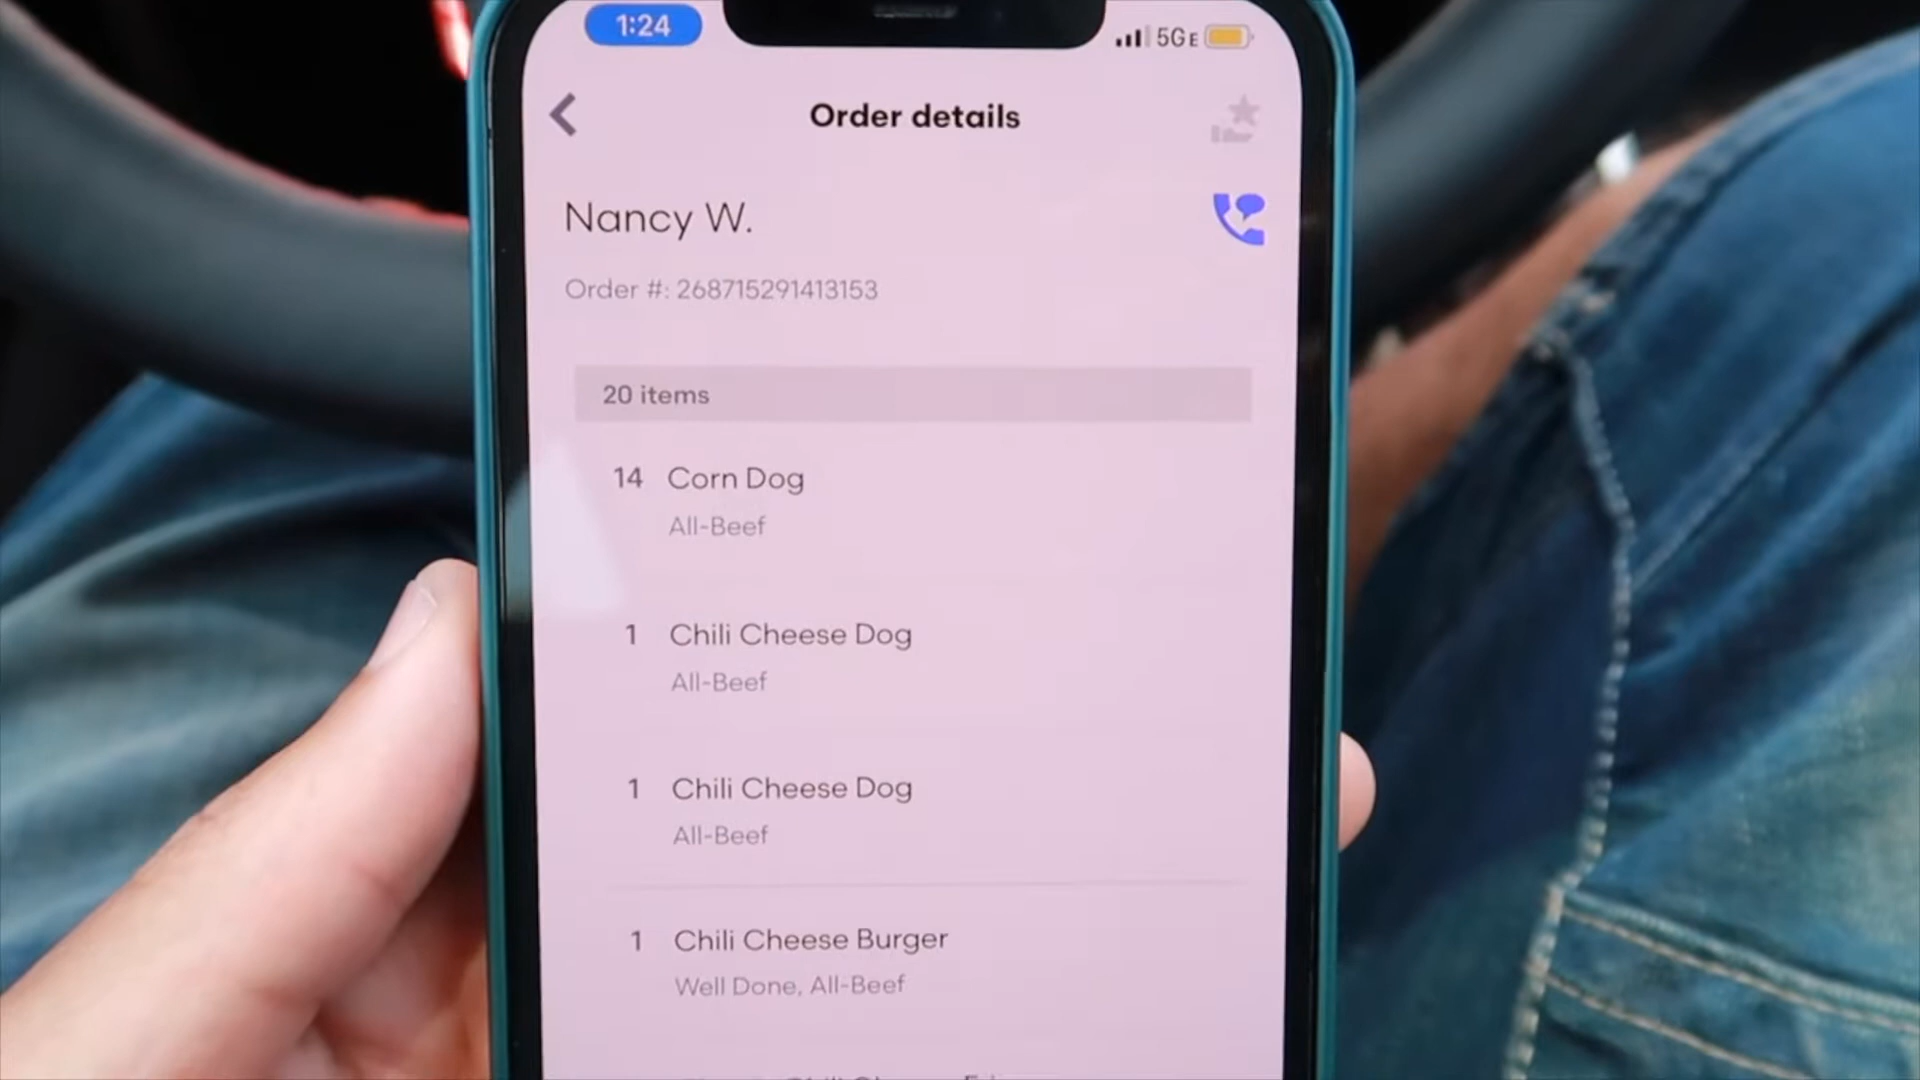 1:24
5GE
Order details
Nancy W.
Order #: 268715291413153
20 items
14 Corn Dog
All-Beef
1 Chili Cheese Dog
All-Beef
1 Chili Cheese Dog
All-Beef
1 Chili Cheese Burger
Well Done, All-Beef